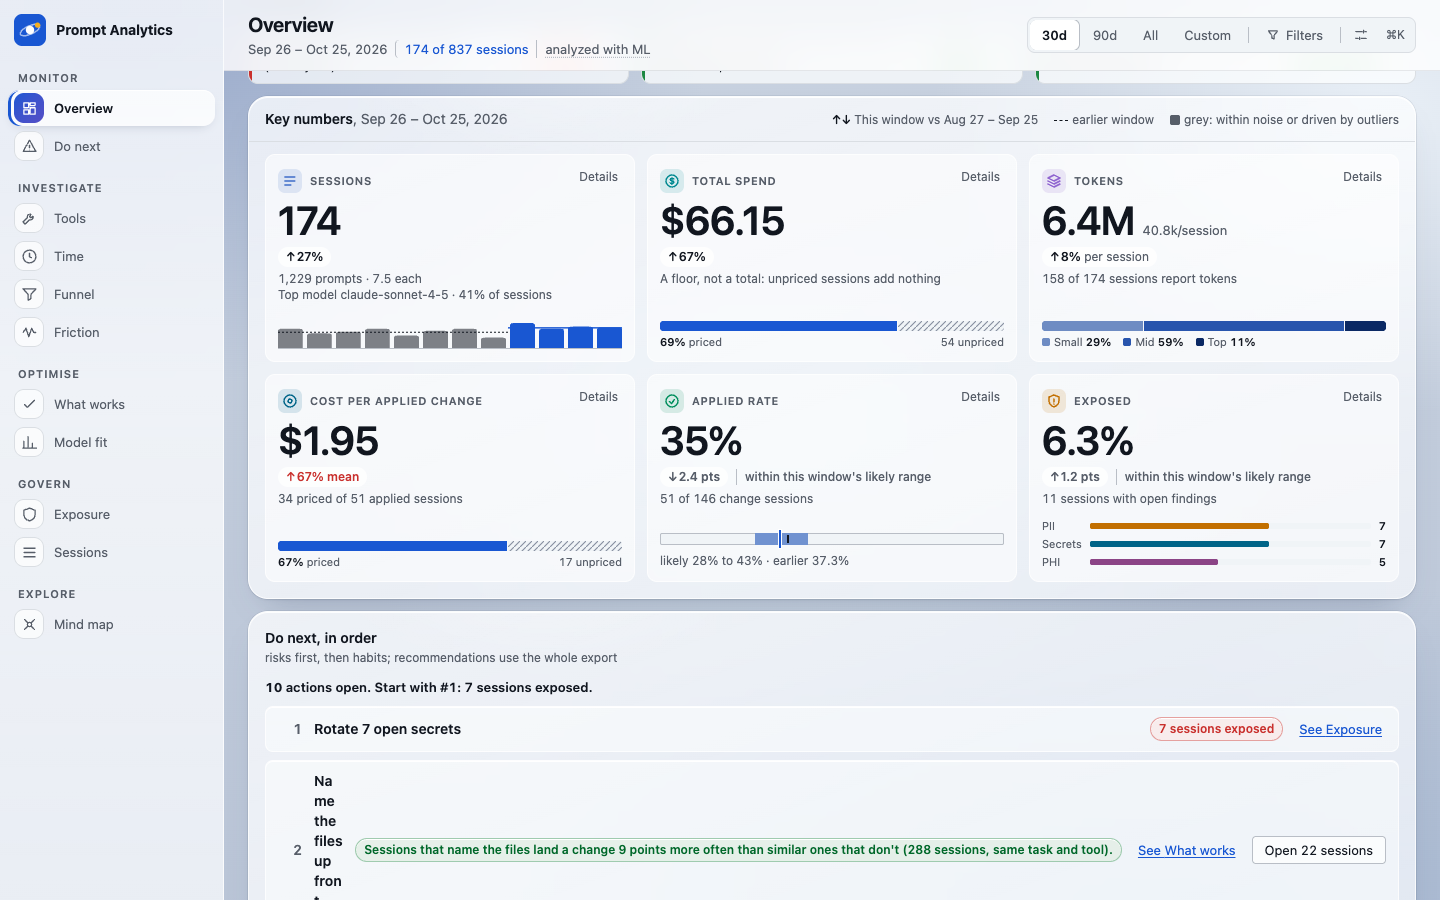 Prompt Analytics
MONITOR
Overview
Do next
INVESTIGATE
Tools
Time
Funnel
Friction
OPTIMISE
What works
Model fit
GOVERN
Exposure
Sessions
EXPLORE
Mind map
Overview
Sep 26 – Oct 25, 2026 174 of 837 sessions analyzed with ML
30d 90d All Custom Filters ⌘K
Key numbers, Sep 26 – Oct 25, 2026
↑↓ This window vs Aug 27 – Sep 25 --- earlier window grey: within noise or driven by outliers
SESSIONS Details
174
↑27%
1,229 prompts · 7.5 each
Top model claude-sonnet-4-5 · 41% of sessions
TOTAL SPEND Details
$66.15
↑67%
A floor, not a total: unpriced sessions add nothing
69% priced 54 unpriced
TOKENS Details
6.4M 40.8k/session
↑8% per session
158 of 174 sessions report tokens
Small 29% Mid 59% Top 11%
COST PER APPLIED CHANGE Details
$1.95
↑67% mean
34 priced of 51 applied sessions
67% priced 17 unpriced
APPLIED RATE Details
35%
↓2.4 pts within this window's likely range
51 of 146 change sessions
likely 28% to 43% · earlier 37.3%
EXPOSED Details
6.3%
↑1.2 pts within this window's likely range
11 sessions with open findings
PII 7
Secrets 7
PHI 5
Do next, in order
risks first, then habits; recommendations use the whole export
10 actions open. Start with #1: 7 sessions exposed.
1 Rotate 7 open secrets 7 sessions exposed See Exposure
2
Na
me
the
files
up
fron
Sessions that name the files land a change 9 points more often than similar ones that don't (288 sessions, same task and tool).
See What works
Open 22 sessions